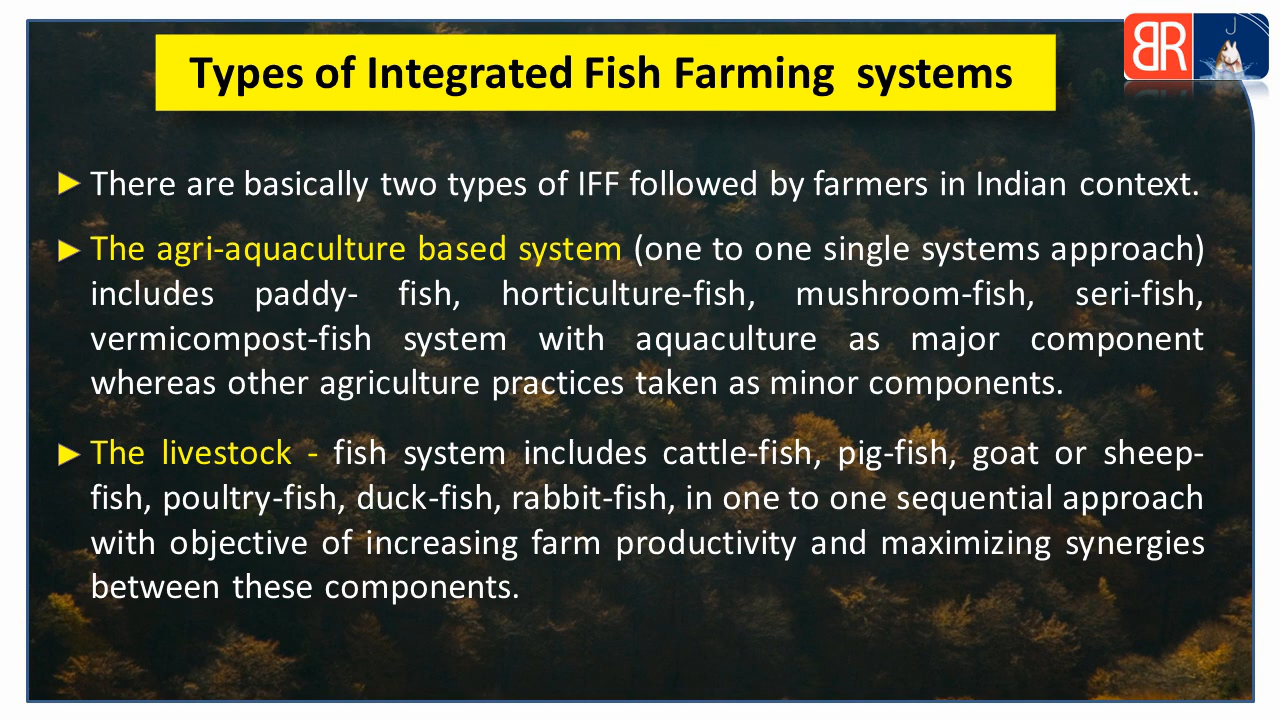 Types of Integrated Fish Farming systems
BR
There are basically two types of IFF followed by farmers in Indian context.
The agri-aquaculture based system (one to one single systems approach)
includes paddy- fish, horticulture-fish, mushroom-fish, seri-fish,
vermicompost-fish system with aquaculture as major component
whereas other agriculture practices taken as minor components.
The livestock - fish system includes cattle-fish, pig-fish, goat or sheep-
fish, poultry-fish, duck-fish, rabbit-fish, in one to one sequential approach
with objective of increasing farm productivity and maximizing synergies
between these components.